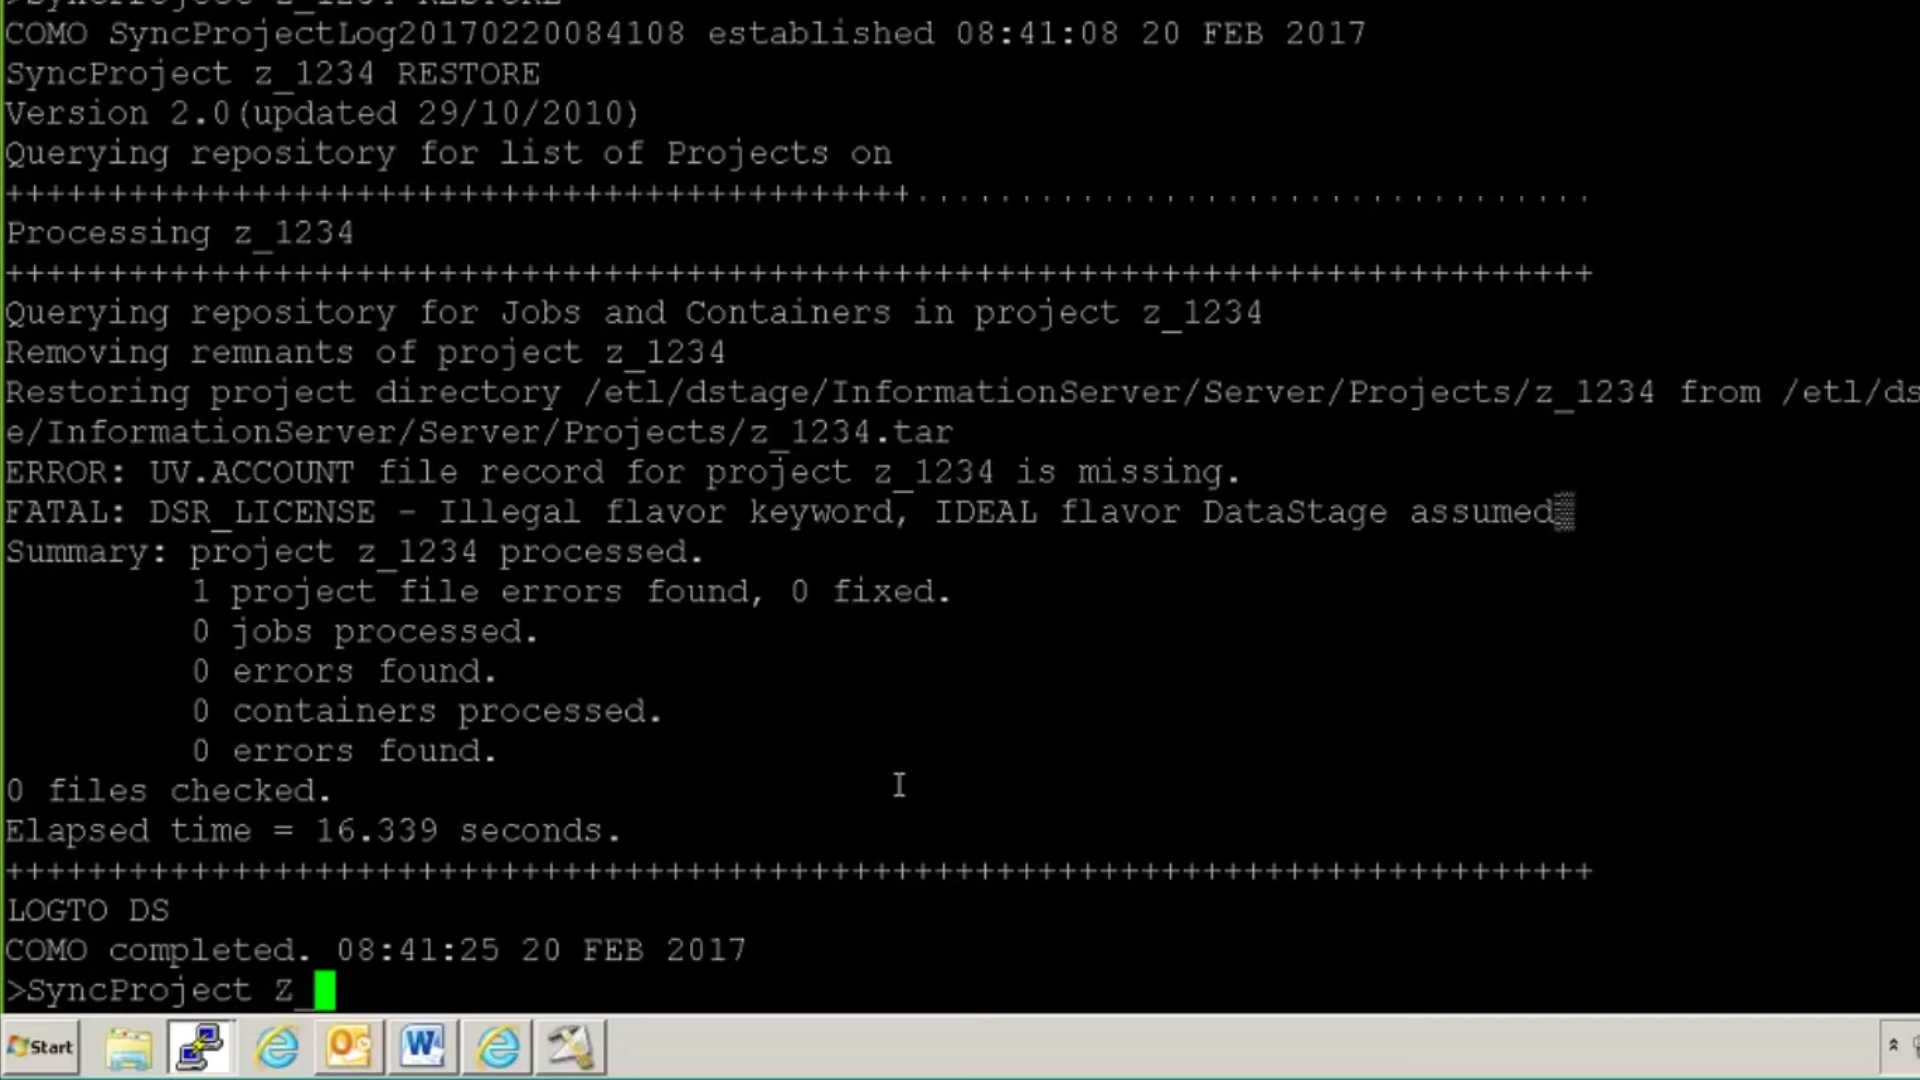 COMO SyncProjectLog20170220084108 established 08:41:08 20 FEB 2017
SyncProject z_1234 RESTORE
Version 2.0(updated 29/10/2010)
Querying repository for list of Projects on
++++++++++++++++++++++++++++++++++++++++++++.................................
Processing z_1234
+++++++++++++++++++++++++++++++++++++++++++++++++++++++++++++++++++++++++++++
Querying repository for Jobs and Containers in project z_1234
Removing remnants of project z_1234
Restoring project directory /etl/dstage/InformationServer/Server/Projects/z_1234 from /etl/ds
e/InformationServer/Server/Projects/z_1234.tar
ERROR: UV.ACCOUNT file record for project z_1234 is missing.
FATAL: DSR_LICENSE - Illegal flavor keyword, IDEAL flavor DataStage assumed
Summary: project z_1234 processed.
1 project file errors found, 0 fixed.
0 jobs processed.
0 errors found.
0 containers processed.
0 errors found.
0 files checked.
Elapsed time = 16.339 seconds.
+++++++++++++++++++++++++++++++++++++++++++++++++++++++++++++++++++++++++++++
LOGTO DS
COMO completed. 08:41:25 20 FEB 2017
>SyncProject Z_
Start